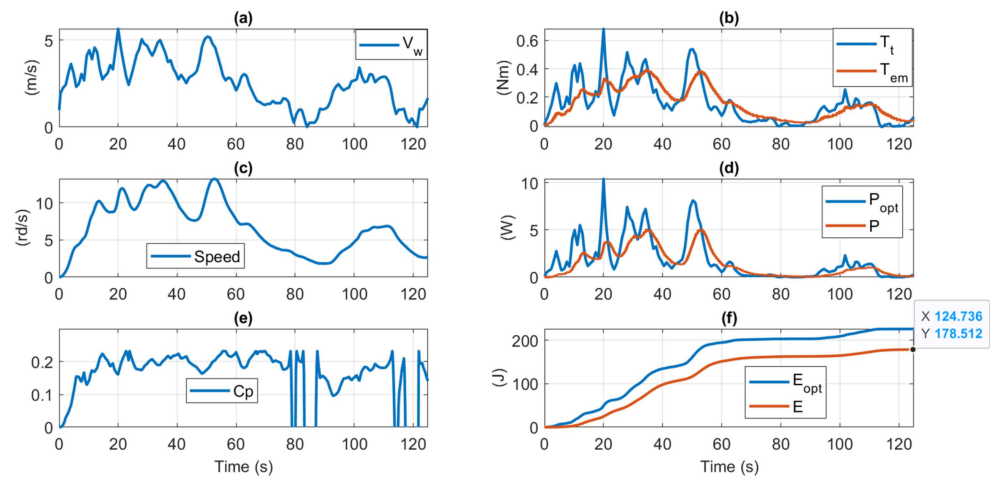 (a)
(m/s)
5
0
V_w
0 20 40 60 80 100 120
(b)
(Nm)
0.6
0.4
0.2
0
T_t
T_em
0 20 40 60 80 100 120
(c)
(rd/s)
10
5
0
Speed
0 20 40 60 80 100 120
(d)
(W)
10
5
0
P_opt
P
0 20 40 60 80 100 120
(e)
0.2
0.1
0
Cp
0 20 40 60 80 100 120
Time (s)
(f)
(J)
200
100
0
E_opt
E
X 124.736
Y 178.512
0 20 40 60 80 100 120
Time (s)